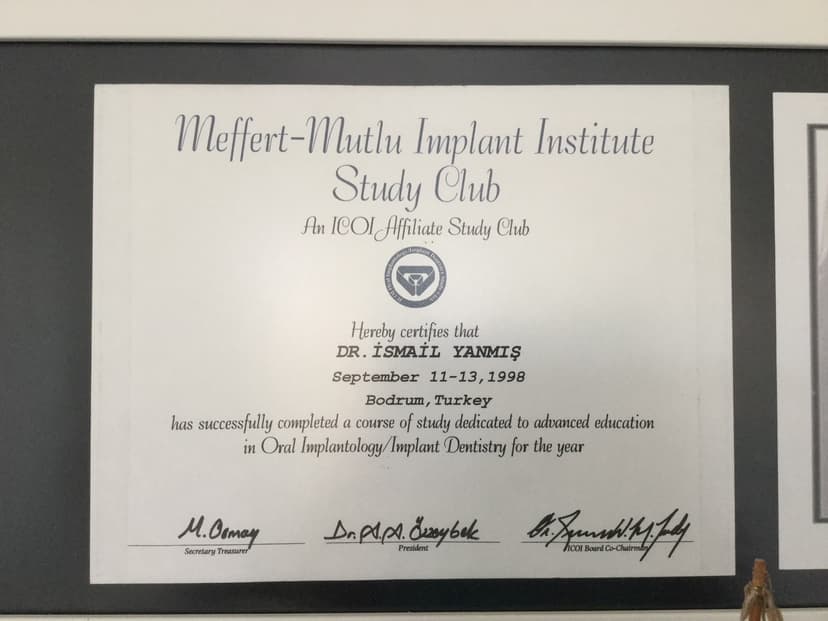 Meffert-Mutlu Implant Institute
Study Club
An ICOI Affiliate Study Club
Hereby certifies that
DR.İSMAİL YANMIŞ
September 11-13,1998
Bodrum,Turkey
has successfully completed a course of study dedicated to advanced education
in Oral Implantology/Implant Dentistry for the year
Secretary Treasurer
President
ICOI Board Co-Chairman